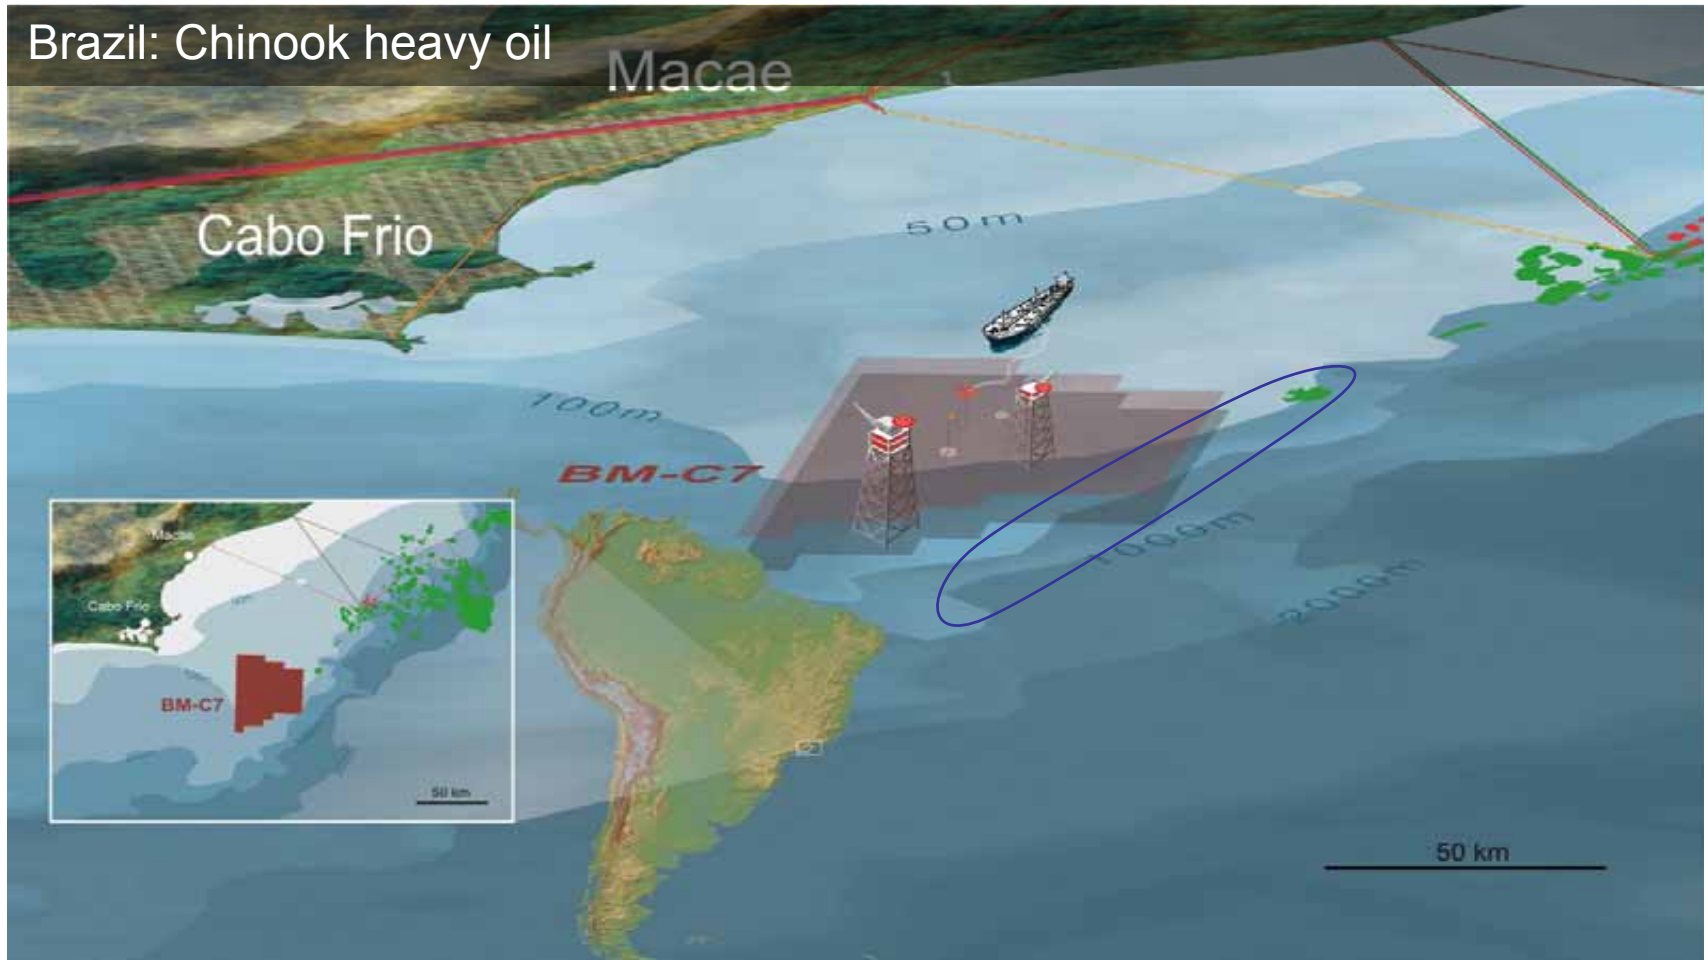 Brazil: Chinook heavy oil
Macae
Cabo Frio
50m
100m
BM-C7
1000m
2000m
Macae
Cabo Frio
BM-C7
50 km
50 km